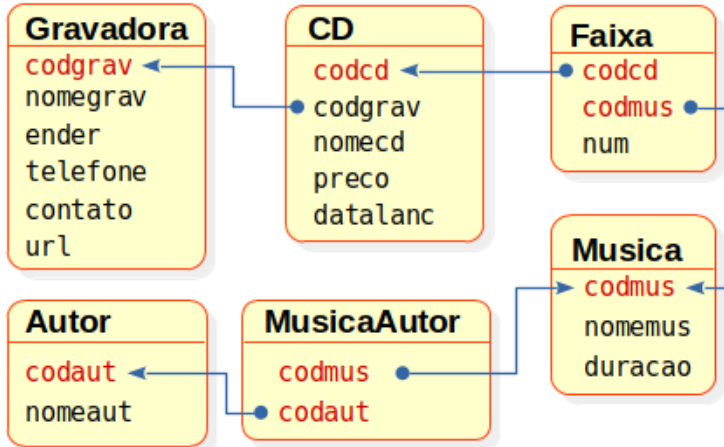 Gravadora
codgrav
nomegrav
ender
telefone
contato
url
CD
codcd
codgrav
nomecd
preco
datalanc
Faixa
codcd
codmus
num
Autor
codaut
nomeaut
MusicaAutor
codmus
codaut
Musica
codmus
nomemus
duracao